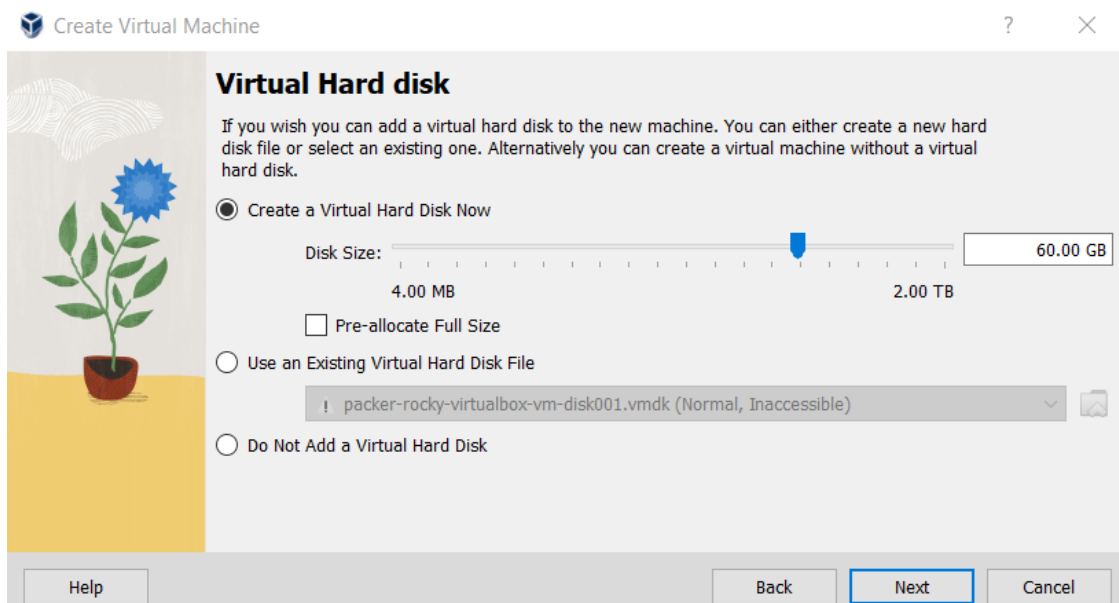 Create Virtual Machine
?
Virtual Hard disk
If you wish you can add a virtual hard disk to the new machine. You can either create a new hard
disk file or select an existing one. Alternatively you can create a virtual machine without a virtual
hard disk.
Create a Virtual Hard Disk Now
Disk Size:
60.00 GB
4.00 MB
2.00 TB
Pre-allocate Full Size
Use an Existing Virtual Hard Disk File
packer-rocky-virtualbox-vm-disk001.vmdk (Normal, Inaccessible)
Do Not Add a Virtual Hard Disk
Help
Back
Next
Cancel